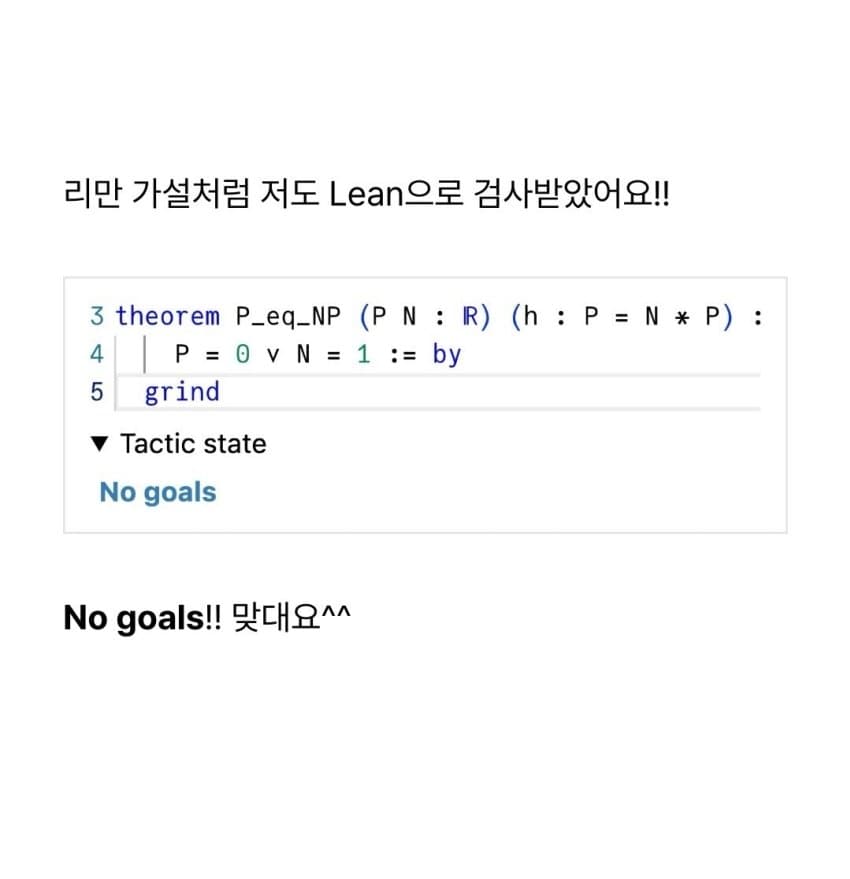 리만 가설처럼 저도 Lean으로 검사받았어요!!
3 theorem P_eq_NP (P N : ℝ) (h : P = N * P) :
4 P = 0 ∨ N = 1 := by
5 grind
▼ Tactic state
No goals
No goals!! 맞대요^^